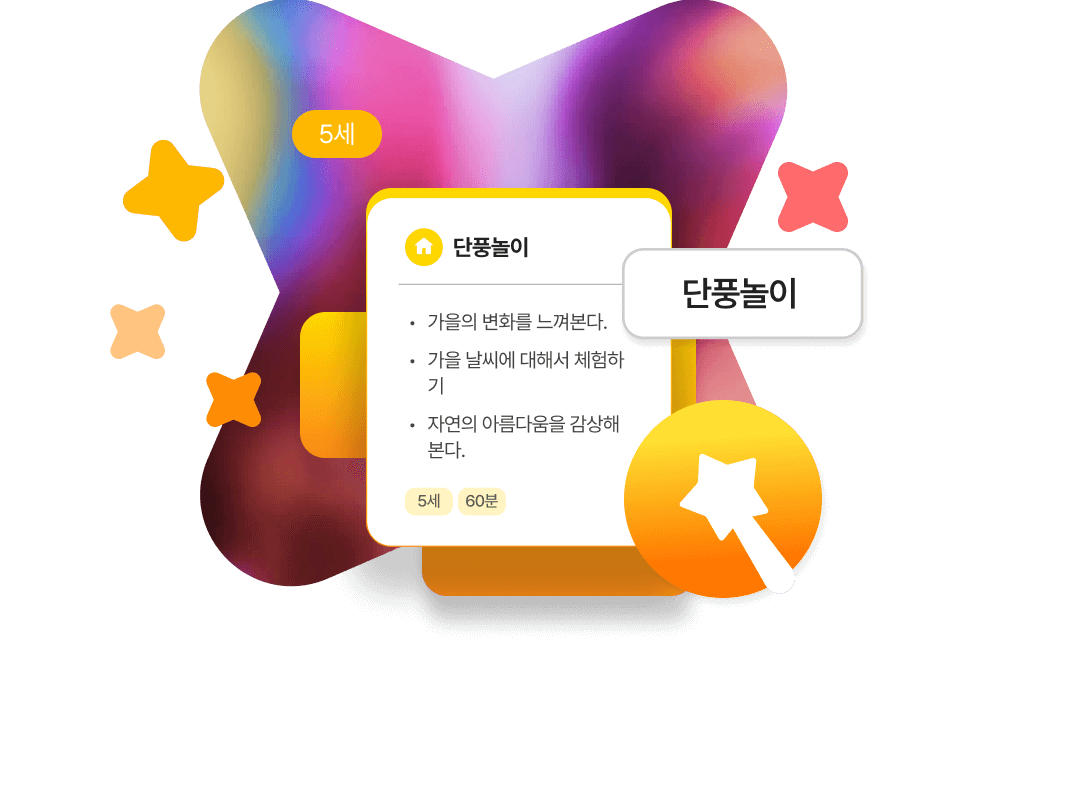 5세
단풍놀이
단풍놀이
• 가을의 변화를 느껴본다.
• 가을 날씨에 대해서 체험하
기
• 자연의 아름다움을 감상해
본다.
5세 60분